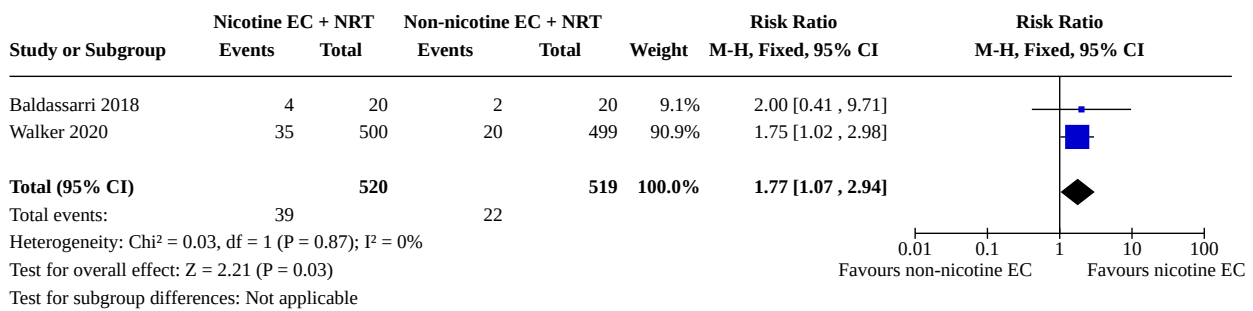 Nicotine EC + NRT Non-nicotine EC + NRT Risk Ratio Risk Ratio
Study or Subgroup Events Total Events Total Weight M-H, Fixed, 95% CI M-H, Fixed, 95% CI
Baldassarri 2018 4 20 2 20 9.1% 2.00 [0.41 , 9.71]
Walker 2020 35 500 20 499 90.9% 1.75 [1.02 , 2.98]
Total (95% CI) 520 519 100.0% 1.77 [1.07 , 2.94]
Total events: 39 22
Heterogeneity: Chi² = 0.03, df = 1 (P = 0.87); I² = 0%
0.01 0.1 1 10 100
Test for overall effect: Z = 2.21 (P = 0.03) Favours non-nicotine EC Favours nicotine EC
Test for subgroup differences: Not applicable